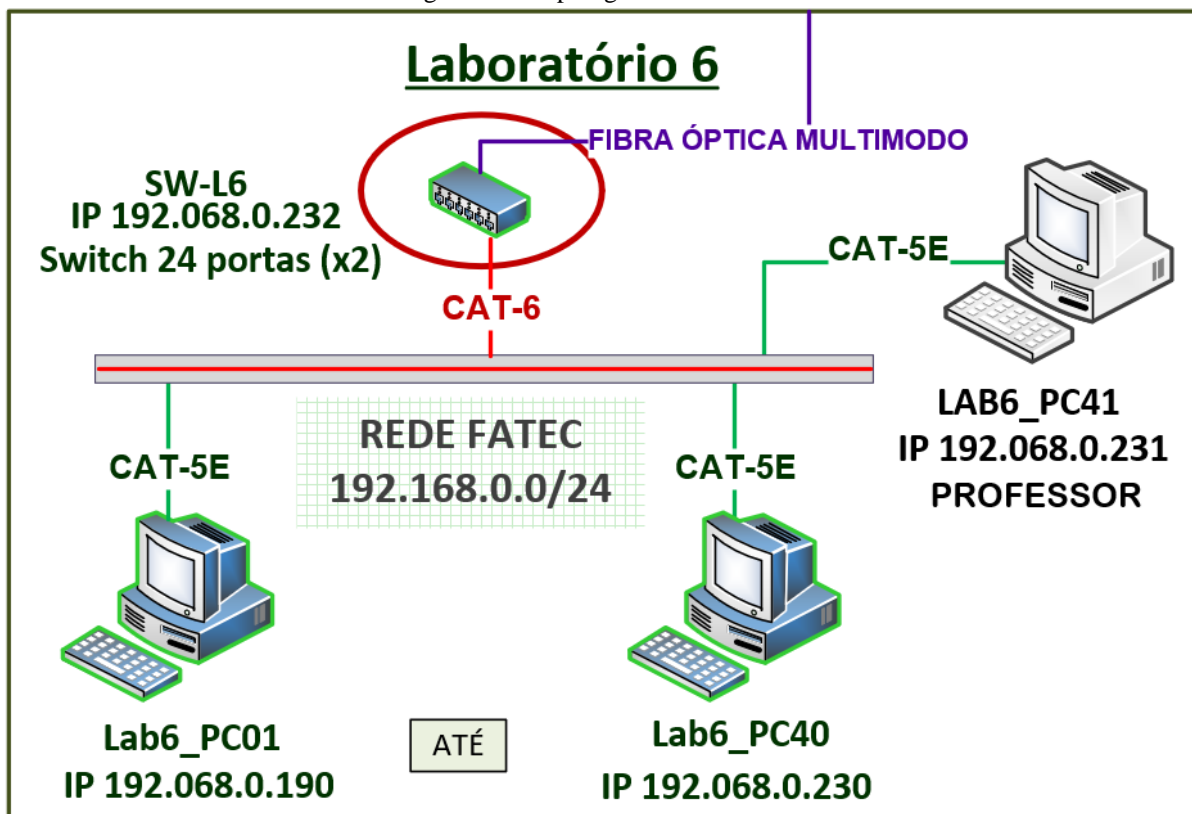 Laboratório 6
FIBRA ÓPTICA MULTIMODO
SW-L6
IP 192.068.0.232
Switch 24 portas (x2)
CAT-5E
CAT-6
LAB6_PC41
IP 192.068.0.231
PROFESSOR
REDE FATEC
192.168.0.0/24
CAT-5E
CAT-5E
Lab6_PC01
IP 192.068.0.190
ATÉ
Lab6_PC40
IP 192.068.0.230